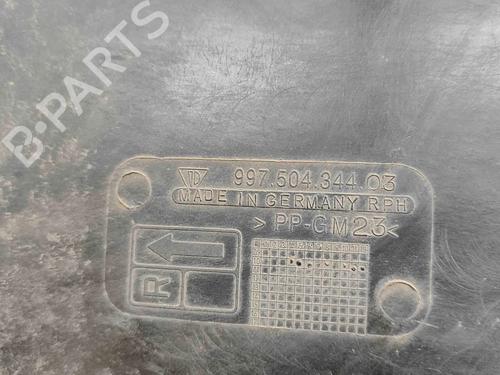 B-PARTS
997.504.344.03
MADE IN GERMANY RPH
> PP-GM23 <
R